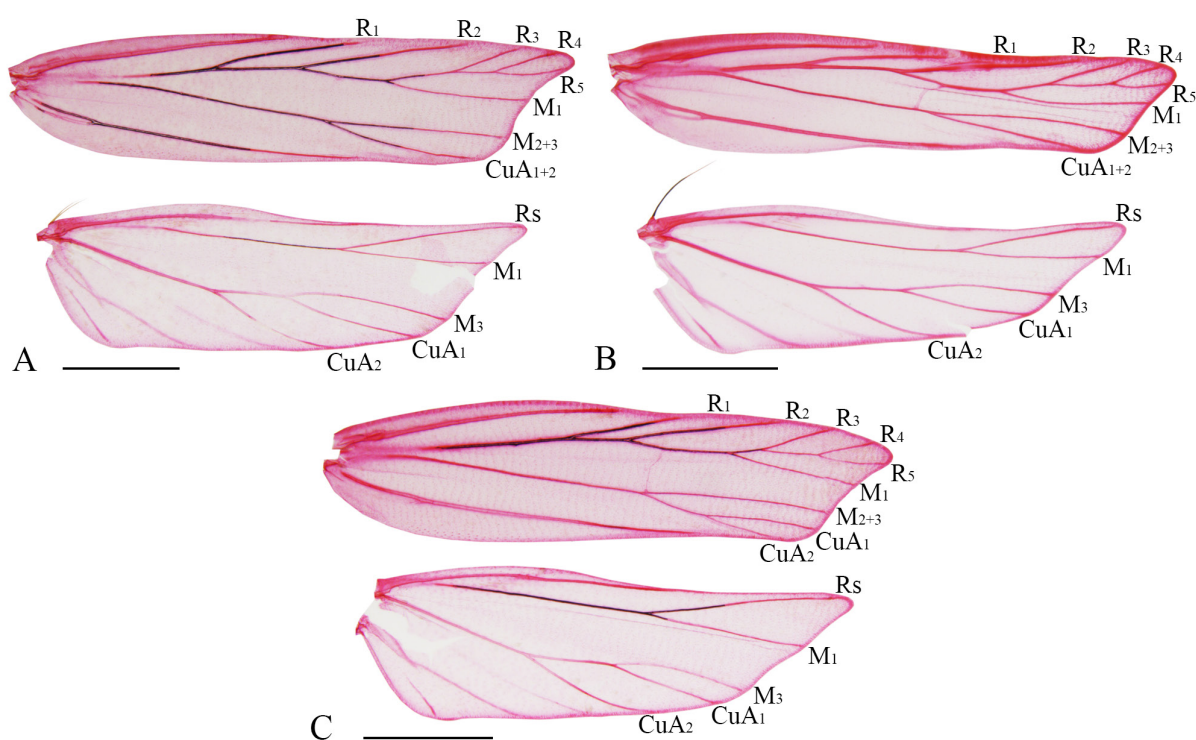 R1 R2 R3 R4 R5 M1 M2+3 CuA1+2
Rs M1 M3 CuA1 CuA2
A
R1 R2 R3 R4 R5 M1 M2+3 CuA1+2
Rs M1 M3 CuA1 CuA2
B
R1 R2 R3 R4 R5 M1 M2+3 CuA1 CuA2
Rs M1 M3 CuA1 CuA2
C